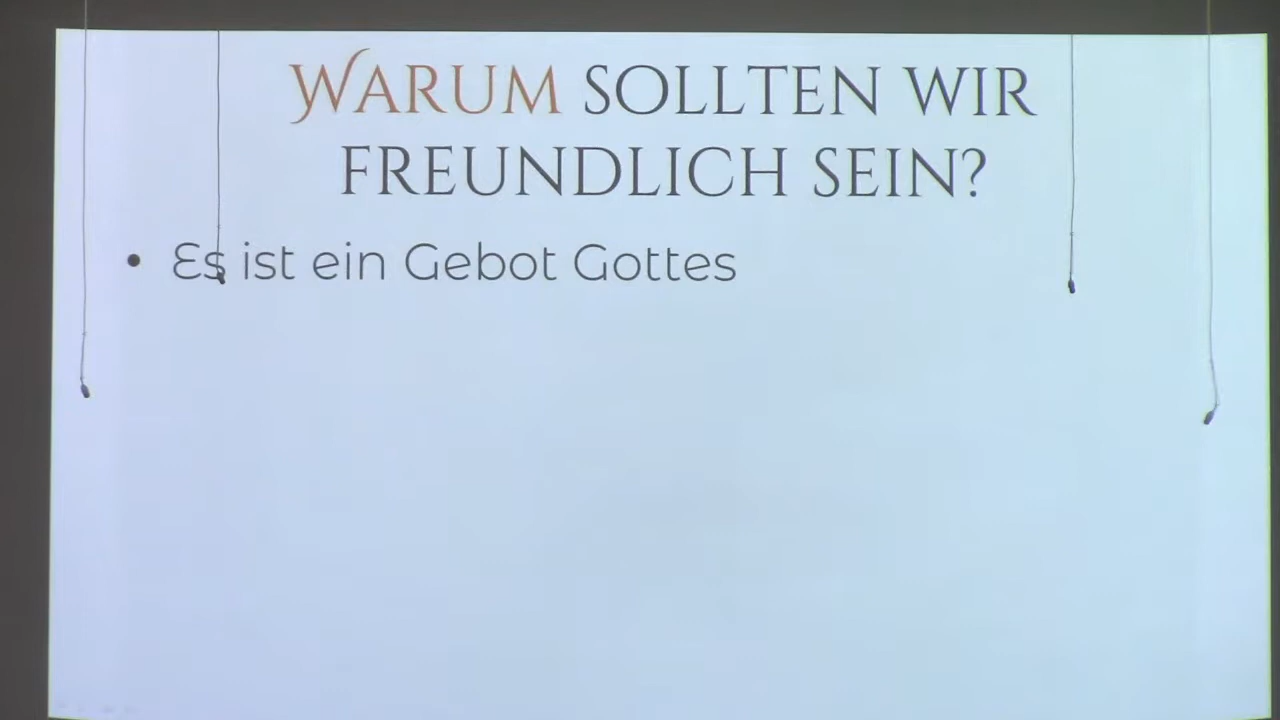 WARUM SOLLTEN WIR
FREUNDLICH SEIN?
• Es ist ein Gebot Gottes